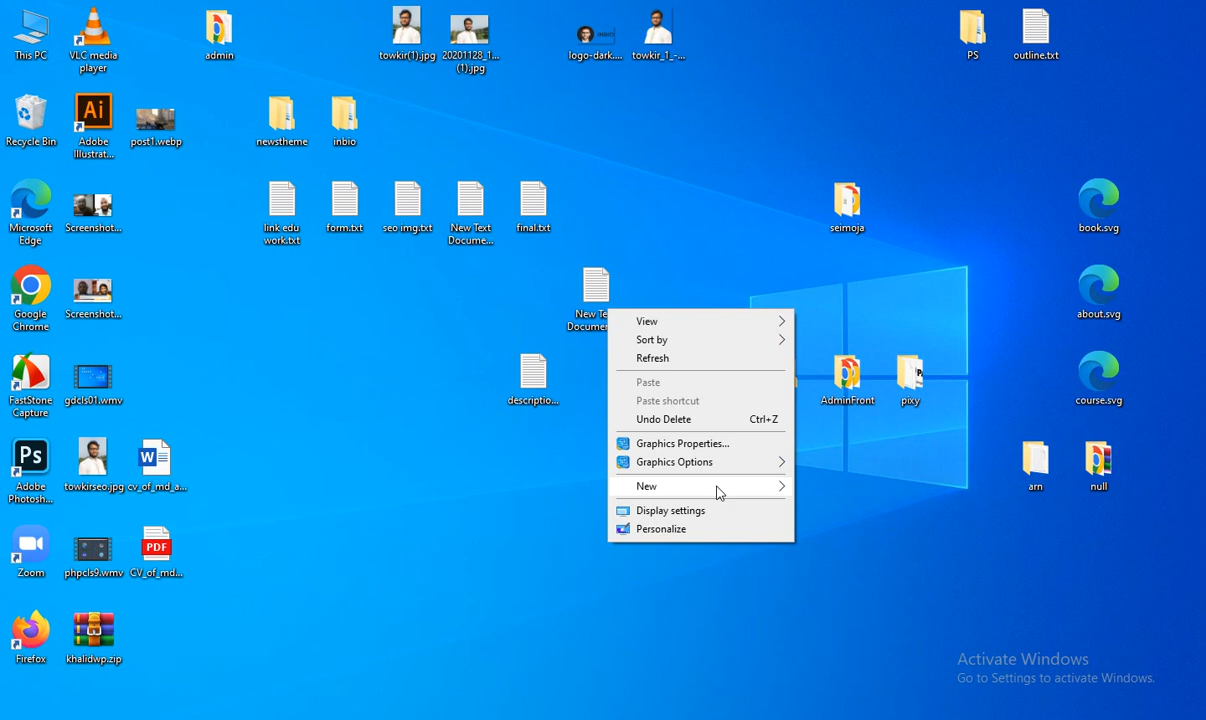 This PC
VLC media
player
admin
towkir(1).jpg
20201128_1...
(1).jpg
logo-dark....
towkir_1_-...
PS
outline.txt
Recycle Bin
Ai
Adobe
Illustrat...
post1.webp
newstheme
inbio
Microsoft
Edge
Screenshot...
link edu
work.txt
form.txt
seo img.txt
New Text
Docume...
final.txt
seimoja
book.svg
Google
Chrome
Screenshot...
New Te
Documen
about.svg
FastStone
Capture
gdcls01.wmv
descriptio...
AdminFront
pixy
course.svg
View
Sort by
Refresh
Paste
Paste shortcut
Undo Delete Ctrl+Z
Graphics Properties...
Graphics Options
New
Display settings
Personalize
Ps
Adobe
Photosh...
towkirseo.jpg
W
cv_of_md_a...
arn
null
Zoom
phpcls9.wmv
PDF
CV_of_md...
Firefox
khalidwp.zip
Activate Windows
Go to Settings to activate Windows.